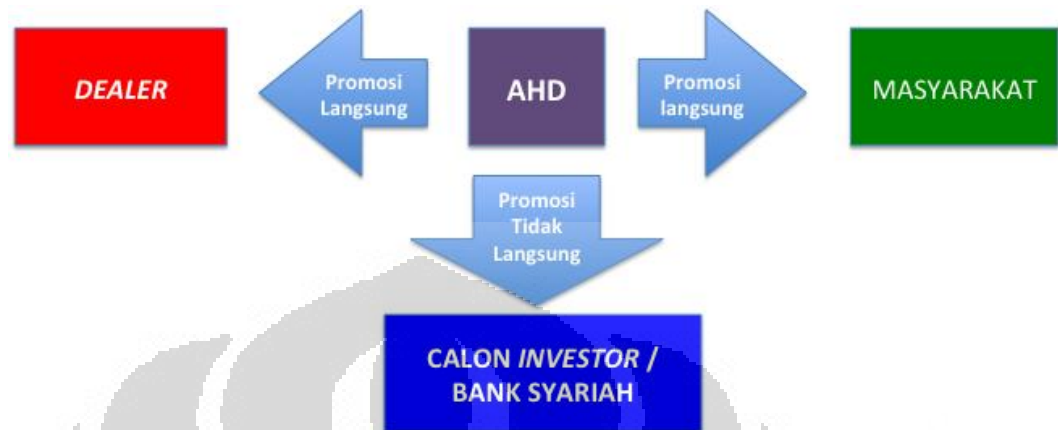 DEALER
Promosi
Langsung
AHD
Promosi
langsung
MASYARAKAT
Promosi
Tidak
Langsung
CALON INVESTOR /
BANK SYARIAH